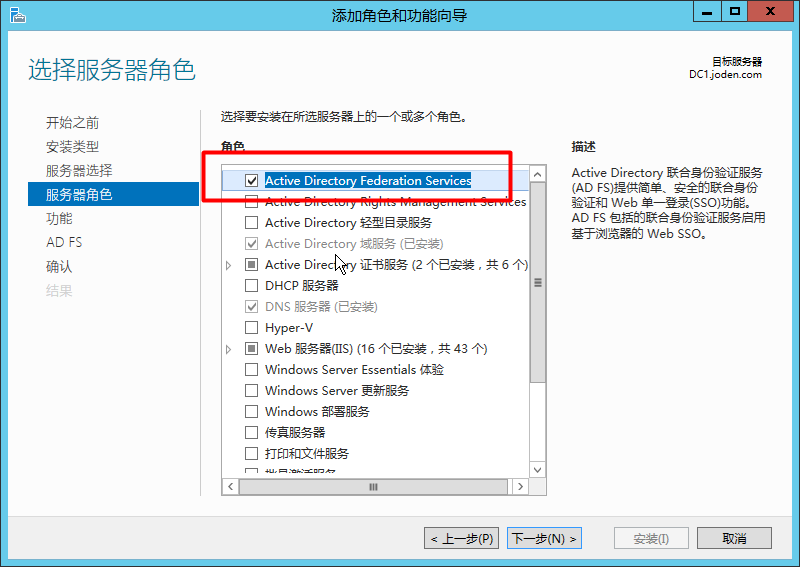 添加角色和功能向导
选择服务器角色
目标服务器
DC1.joden.com
开始之前
安装类型
服务器选择
服务器角色
功能
AD FS
确认
结果
选择要安装在所选服务器上的一个或多个角色。
角色
Active Directory Federation Services
Active Directory Rights Management Services
Active Directory 轻型目录服务
Active Directory 域服务 (已安装)
Active Directory 证书服务 (2 个已安装，共 6 个)
DHCP 服务器
DNS 服务器 (已安装)
Hyper-V
Web 服务器(IIS) (16 个已安装，共 43 个)
Windows Server Essentials 体验
Windows Server 更新服务
Windows 部署服务
传真服务器
打印和文件服务
批量激活服务
描述
Active Directory 联合身份验证服务
(AD FS)提供简单、安全的联合身份
验证和 Web 单一登录(SSO)功能。
AD FS 包括的联合身份验证服务启用
基于浏览器的 Web SSO。
< 上一步(P)
下一步(N) >
安装(I)
取消